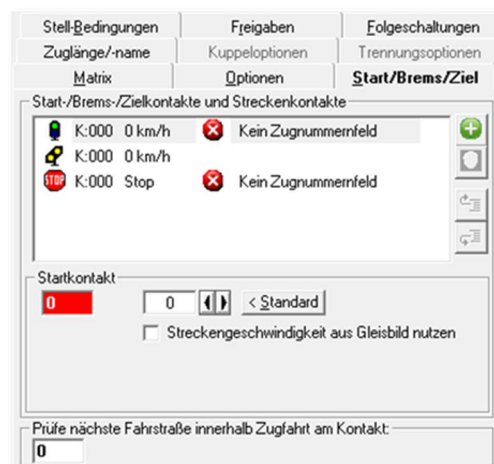 Stell-Bedingungen Freigaben Folgeschaltungen
Zuglänge/-name Kuppeloptionen Trennungsoptionen
Matrix Optionen Start/Brems/Ziel
Start-/Brems-/Zielkontakte und Streckenkontakte
K:000 0 km/h Kein Zugnummernfeld
K:000 0 km/h
STOP K:000 Stop Kein Zugnummernfeld
Startkontakt
0 0 < Standard
Streckengeschwindigkeit aus Gleisbild nutzen
Prüfe nächste Fahrstraße innerhalb Zugfahrt am Kontakt:
0